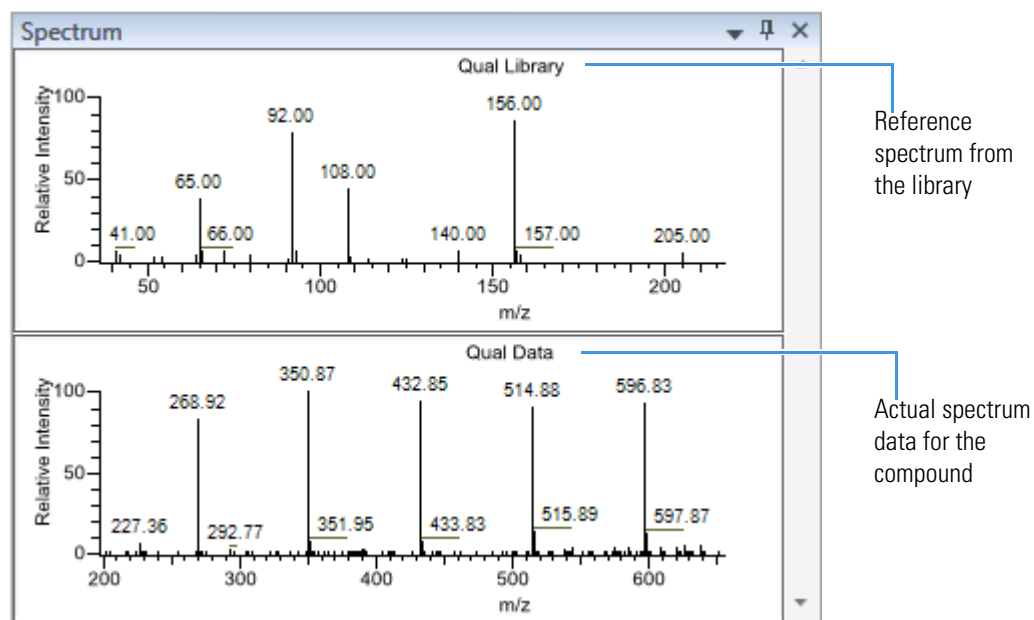 Spectrum
Qual Library
Relative Intensity
100
50
0
41.00
65.00
66.00
92.00
108.00
140.00
156.00
157.00
205.00
50
100
150
200
m/z
Reference
spectrum from
the library
Qual Data
Relative Intensity
100
50
0
227.36
268.92
292.77
350.87
351.95
432.85
433.83
514.88
515.89
596.83
597.87
200
300
400
500
600
m/z
Actual spectrum
data for the
compound